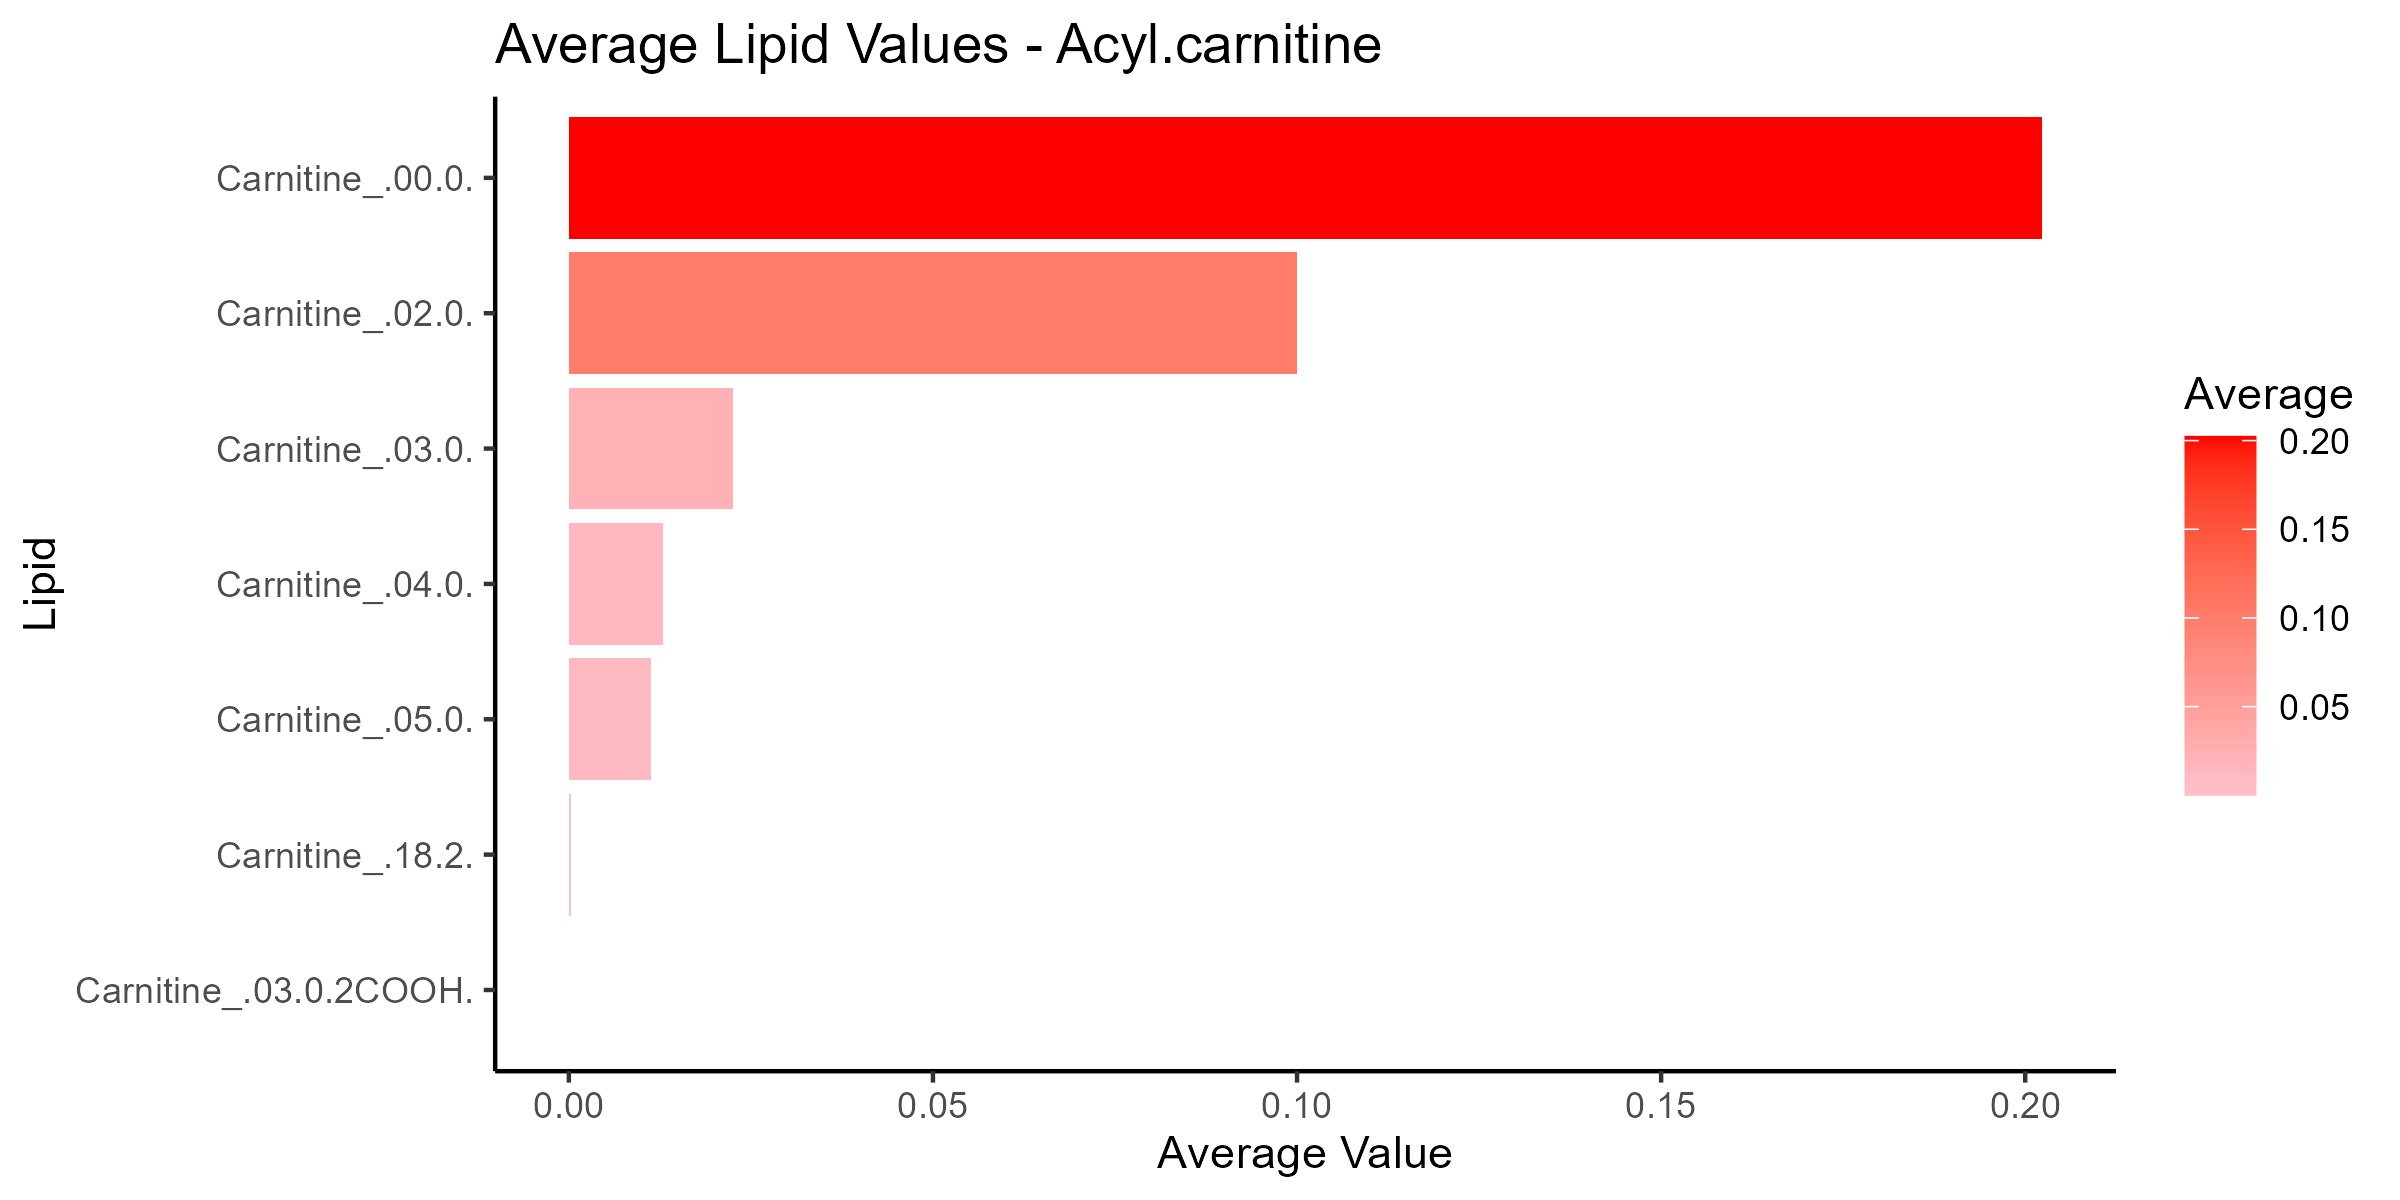 Average Lipid Values - Acyl.carnitine
Lipid
Carnitine_.00.0.
Carnitine_.02.0.
Carnitine_.03.0.
Carnitine_.04.0.
Carnitine_.05.0.
Carnitine_.18.2.
Carnitine_.03.0.2COOH.
0.00 0.05 0.10 0.15 0.20
Average Value
Average
0.20
0.15
0.10
0.05